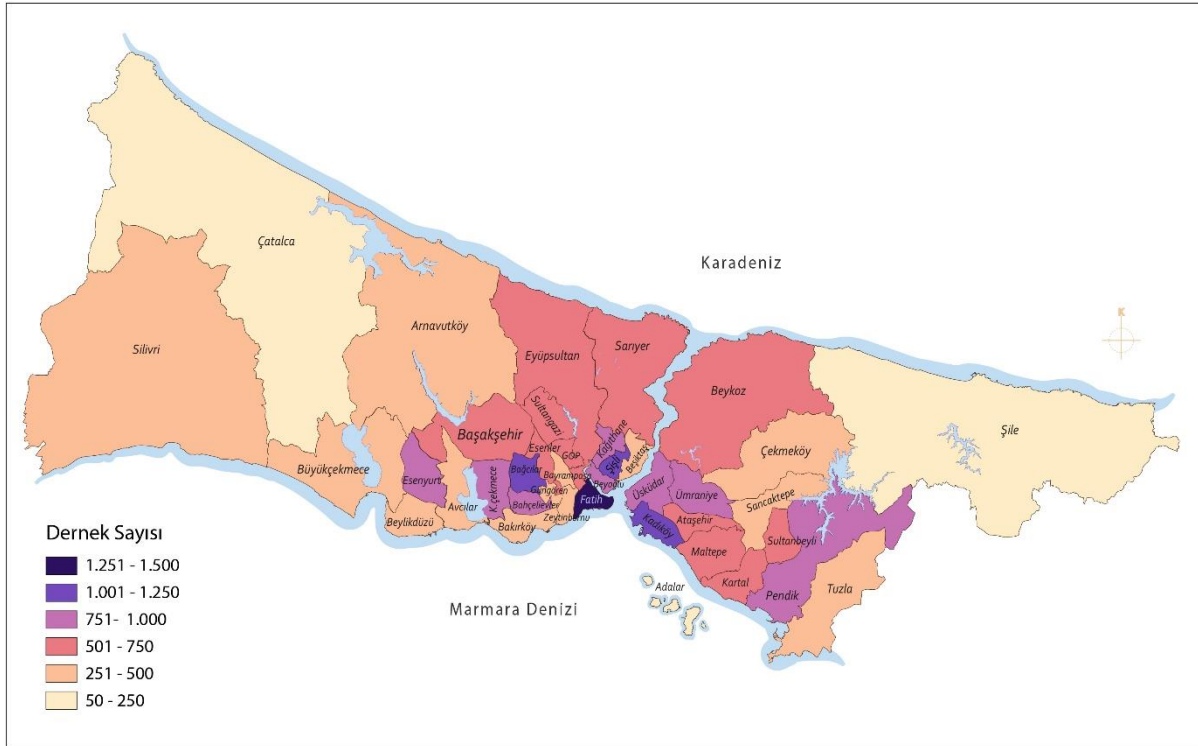 Karadeniz
K
Çatalca
Silivri
Arnavutköy
Eyüpsultan
Sarıyer
Beykoz
Şile
Çekmeköy
Sultangazi
Başakşehir
Esenler
GOP
Kağıthane
Şişli
Beşiktaş
Büyükçekmece
Esenyurt
K.çekmece
Bağcılar
Bayrampaşa
Beyoğlu
Güngören
Fatih
Üsküdar
Ümraniye
Sancaktepe
Avcılar
Bahçelievler
Zeytinburnu
Beylikdüzü
Bakırköy
Kadıköy
Ataşehir
Sultanbeyli
Maltepe
Kartal
Pendik
Tuzla
Adalar
Marmara Denizi
Dernek Sayısı
1.251 - 1.500
1.001 - 1.250
751- 1.000
501 - 750
251 - 500
50 - 250